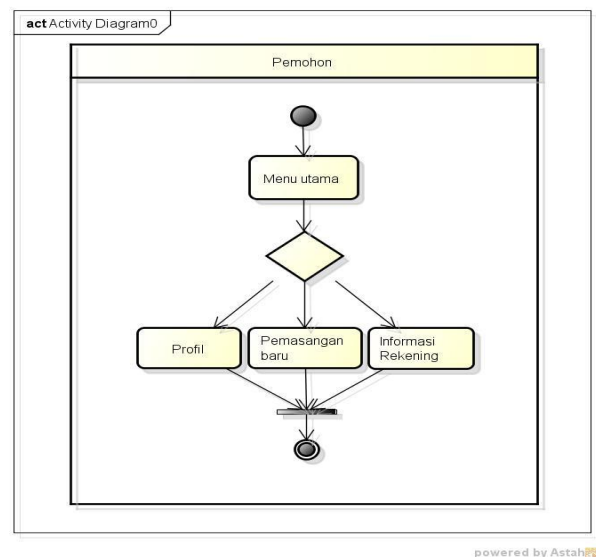 act Activity Diagram0
Pemohon
Menu utama
Profil
Pemasangan
baru
Informasi
Rekening
powered by Astah